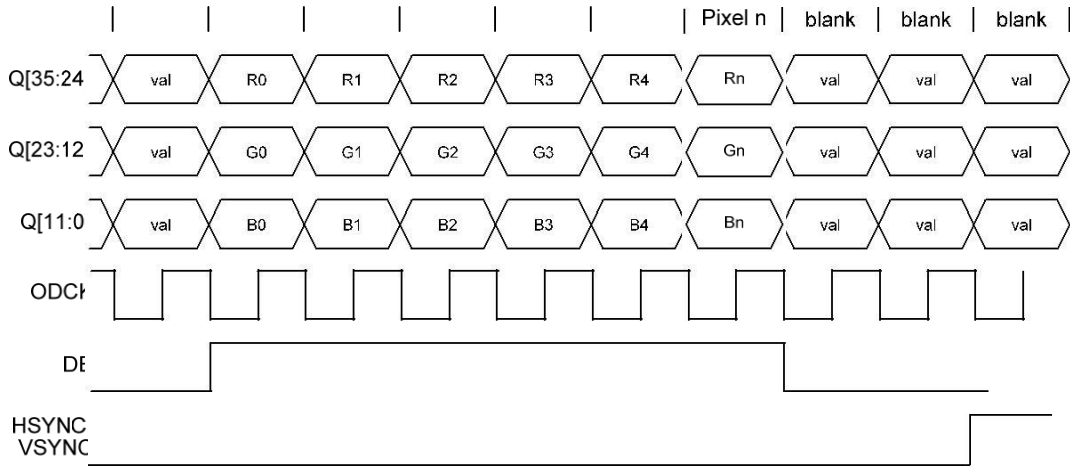 Pixel n blank blank blank
Q[35:24 val R0 R1 R2 R3 R4 Rn val val val
Q[23:12 val G0 G1 G2 G3 G4 Gn val val val
Q[11:0 val B0 B1 B2 B3 B4 Bn val val val
ODCK
DE
HSYNC
VSYNC